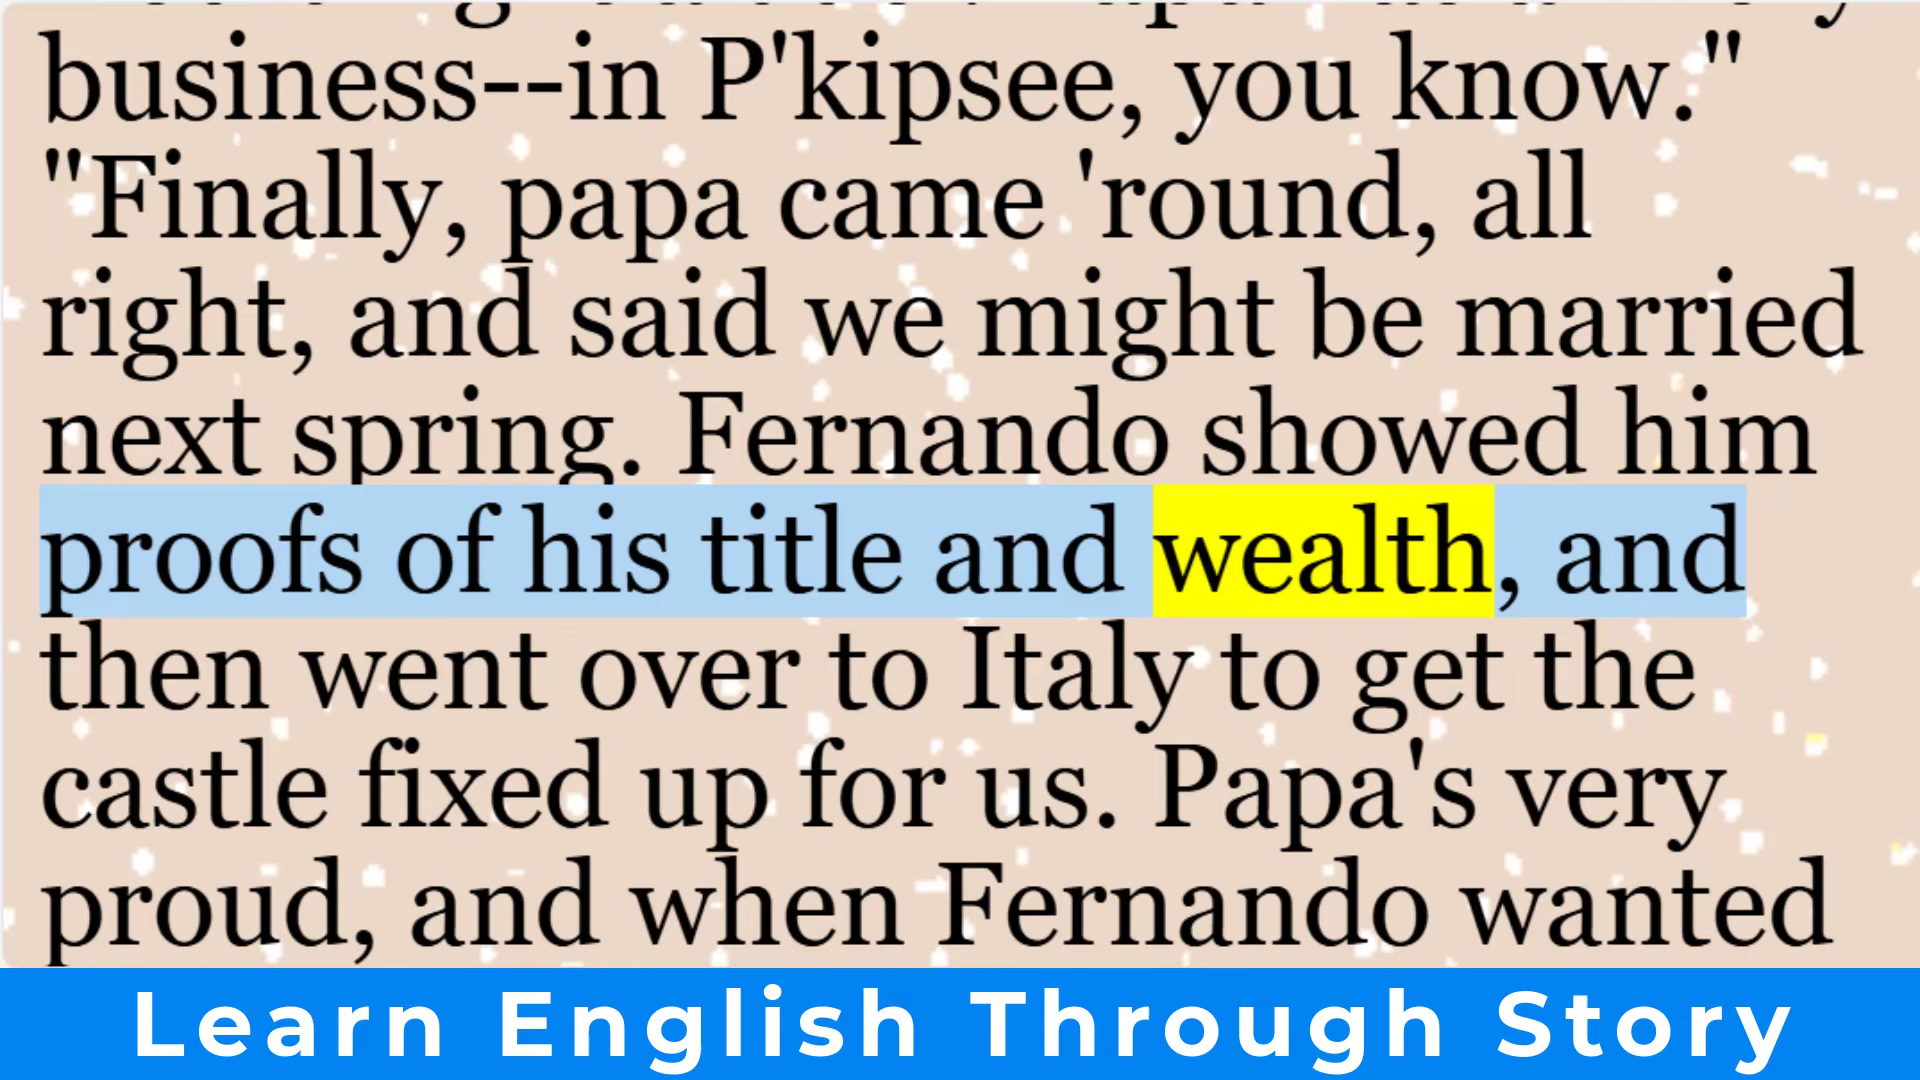 business--in P'kipsee, you know."
"Finally, papa came 'round, all
right, and said we might be married
next spring. Fernando showed him
proofs of his title and wealth, and
then went over to Italy to get the
castle fixed up for us. Papa's very
proud, and when Fernando wanted
Learn English Through Story